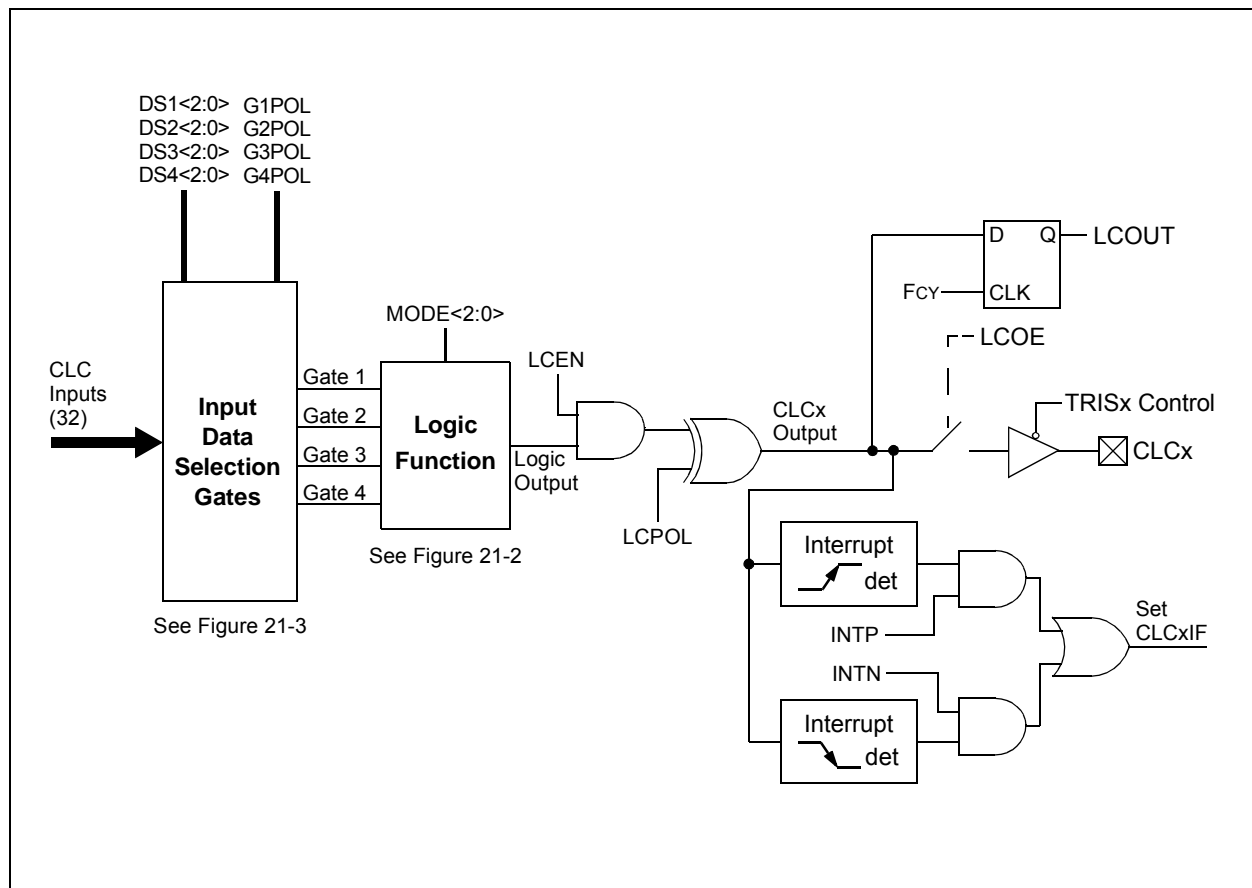 DS1<2:0> G1POL
DS2<2:0> G2POL
DS3<2:0> G3POL
DS4<2:0> G4POL
D Q LCOUT
FCY CLK
MODE<2:0>
LCOE
LCEN
CLC
Inputs
(32)
Input
Data
Selection
Gates
Gate 1
Gate 2
Gate 3
Gate 4
Logic
Function
Logic
Output
CLCx
Output
TRISx Control
CLCx
LCPOL
See Figure 21-2
See Figure 21-3
Interrupt
det
INTP
INTN
Interrupt
det
Set
CLCxIF